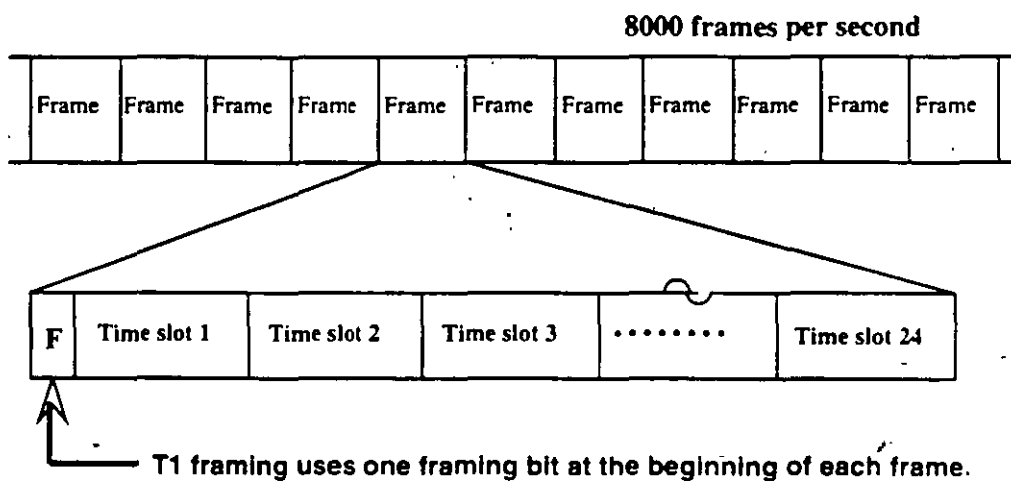 8000 frames per second
Frame Frame Frame Frame Frame Frame Frame Frame Frame Frame Frame
F Time slot 1 Time slot 2 Time slot 3 ........ Time slot 24
T1 framing uses one framing bit at the beginning of each frame.